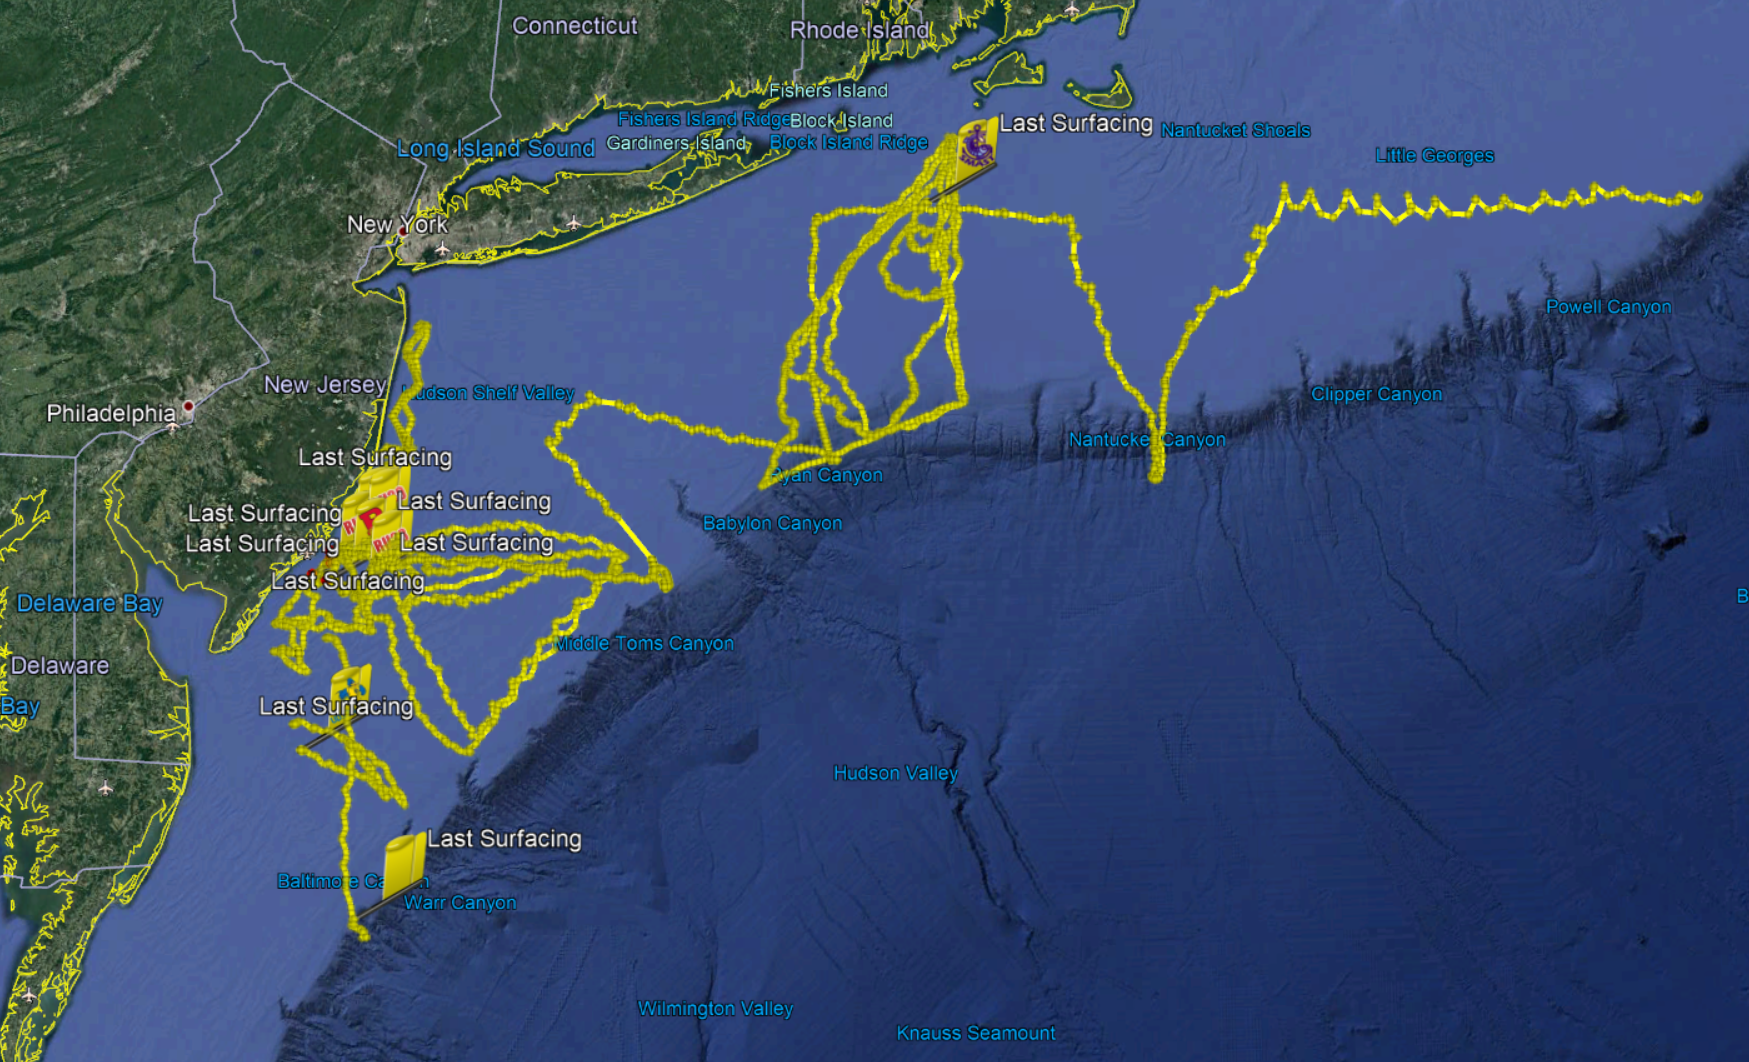 Connecticut
Rhode Island
Fishers Island
Fishers Island Ridge
Block Island
Last Surfacing
Nantucket Shoals
Long Island Sound
Gardiners Island
Block Island Ridge
Little Georges
New York
Powell Canyon
New Jersey
Hudson Shelf Valley
Clipper Canyon
Philadelphia
Nantucket Canyon
Last Surfacing
Ryan Canyon
Last Surfacing
Last Surfacing
Babylon Canyon
Last Surfacing
Last Surfacing
Last Surfacing
Delaware Bay
B
Middle Toms Canyon
Delaware
Bay
Last Surfacing
Hudson Valley
Last Surfacing
Baltimore Canyon
Warr Canyon
Wilmington Valley
Knauss Seamount